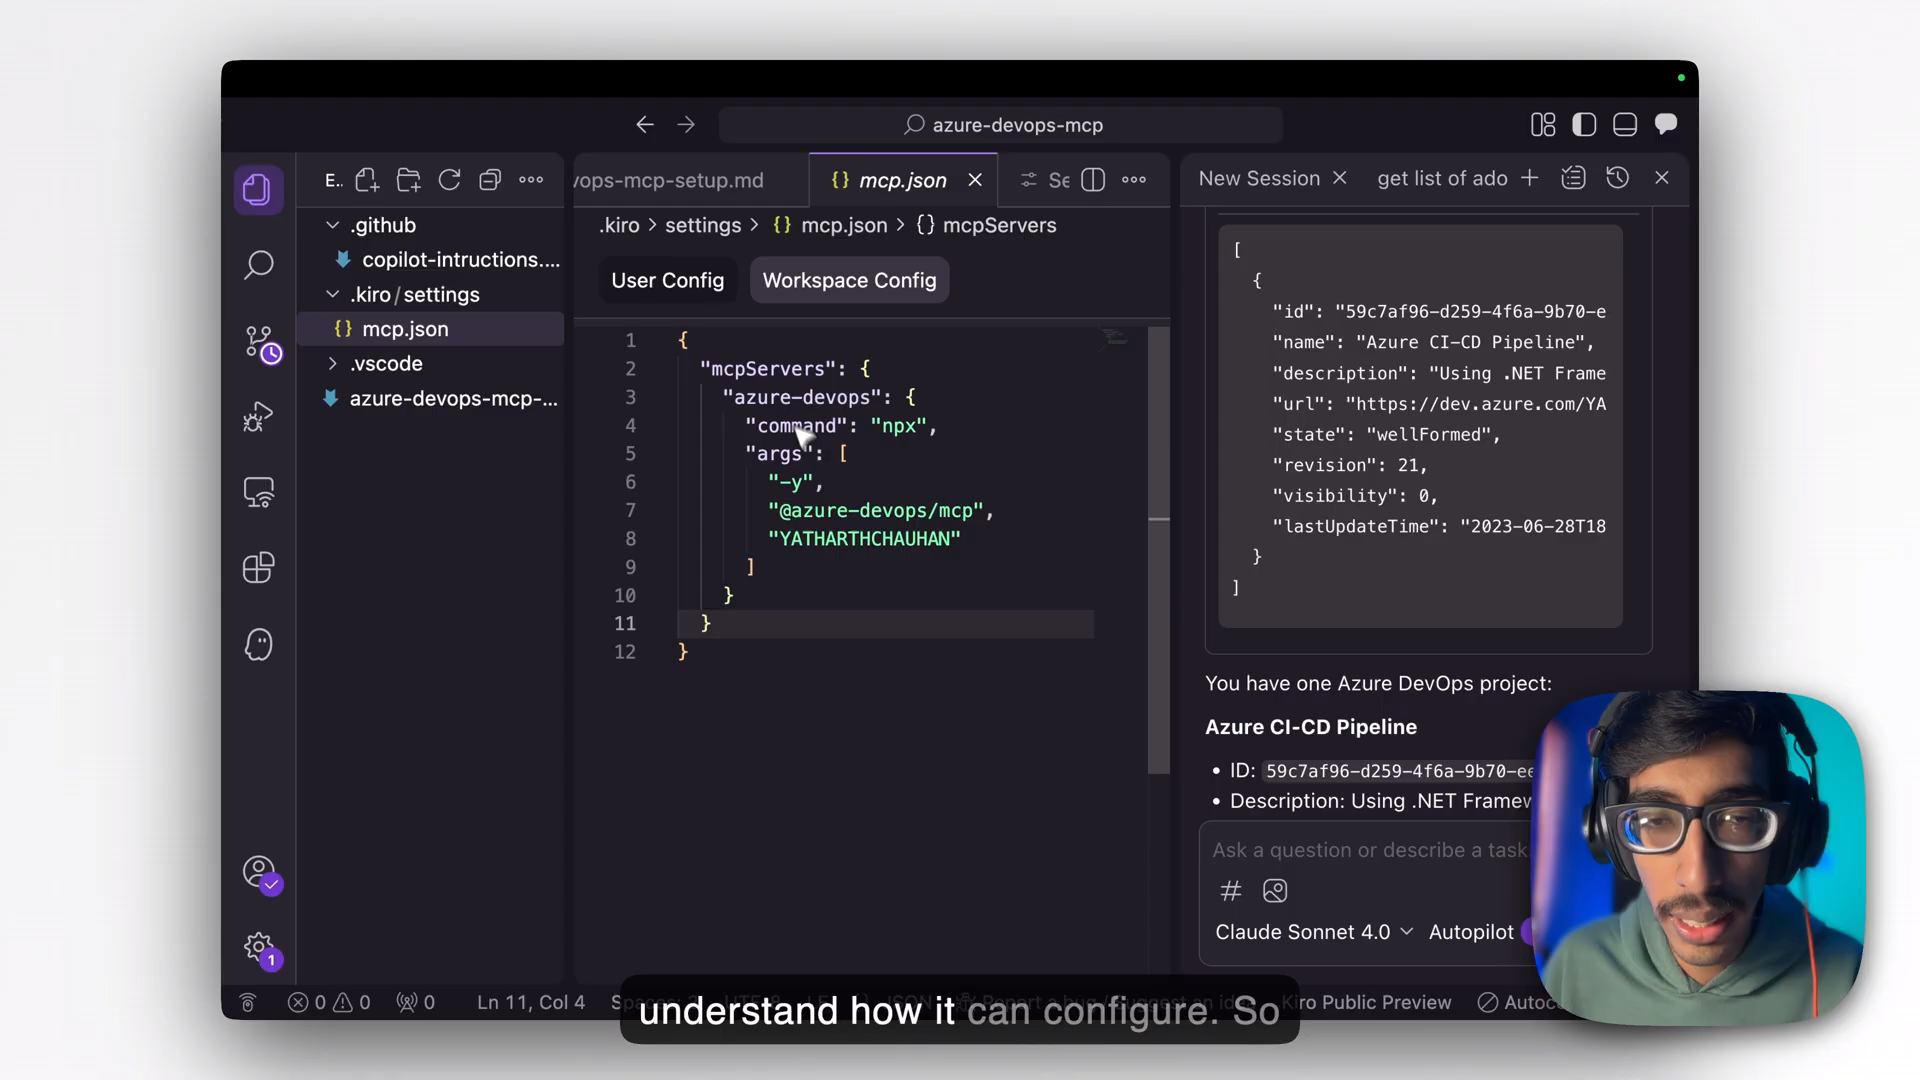 azure-devops-mcp
E..
.github
copilot-intructions....
.kiro/settings
mcp.json
.vscode
azure-devops-mcp-...
vops-mcp-setup.md
{} mcp.json
Se
.kiro > settings > {} mcp.json > {} mcpServers
User Config
Workspace Config
1 {
2 "mcpServers": {
3 "azure-devops": {
4 "command": "npx",
5 "args": [
6 "-y",
7 "@azure-devops/mcp",
8 "YATHARTHCHAUHAN"
9 ]
10 }
11 }
12 }
New Session
get list of ado
[
{
"id": "59c7af96-d259-4f6a-9b70-e
"name": "Azure CI-CD Pipeline",
"description": "Using .NET Frame
"url": "https://dev.azure.com/YA
"state": "wellFormed",
"revision": 21,
"visibility": 0,
"lastUpdateTime": "2023-06-28T18
}
]
You have one Azure DevOps project:
Azure CI-CD Pipeline
• ID: 59c7af96-d259-4f6a-9b70-ee
• Description: Using .NET Framew
Ask a question or describe a task
#
Claude Sonnet 4.0
Autopilot
1
0 0 0
Ln 11, Col 4
Kiro Public Preview
Autoc
understand how it can configure. So